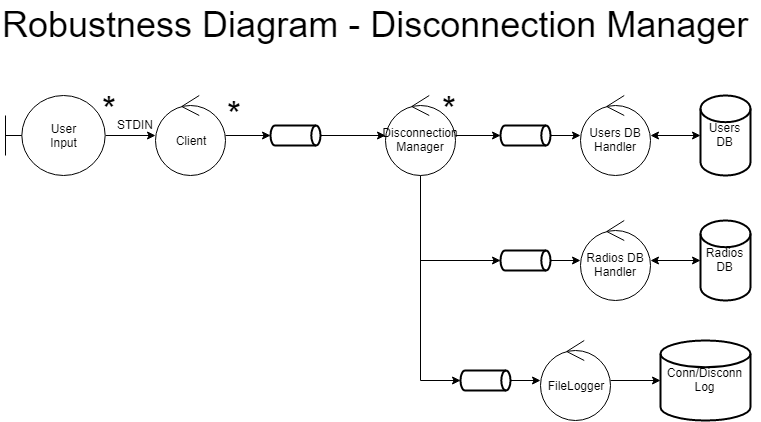 Robustness Diagram - Disconnection Manager
*
*
*
User
Input
STDIN
Client
Disconnection
Manager
Users DB
Handler
Users
DB
Radios DB
Handler
Radios
DB
FileLogger
Conn/Disconn
Log